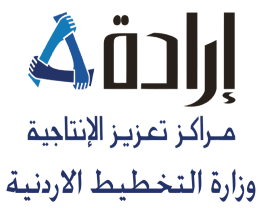 إرادة
مراكز تعزيز الإنتاجية
وزارة التخطيط الاردنية